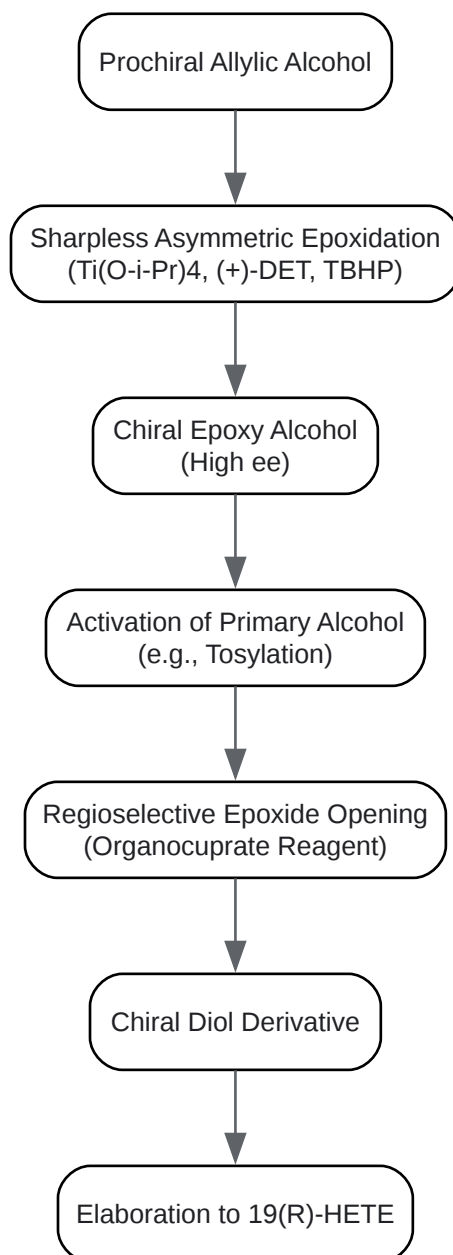 Prochiral Allylic Alcohol
Sharpless Asymmetric Epoxidation
(Ti(O-i-Pr)4, (+)-DET, TBHP)
Chiral Epoxy Alcohol
(High ee)
Activation of Primary Alcohol
(e.g., Tosylation)
Regioselective Epoxide Opening
(Organocuprate Reagent)
Chiral Diol Derivative
Elaboration to 19(R)-HETE